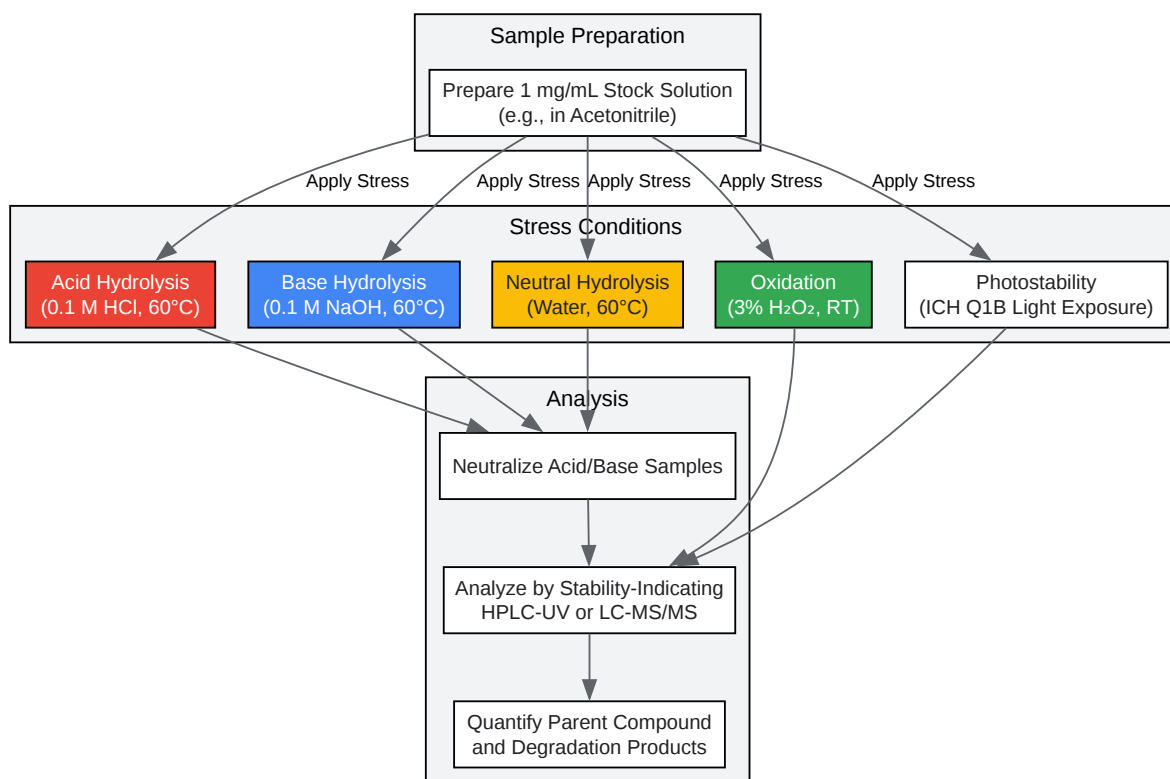 Sample Preparation
Prepare 1 mg/mL Stock Solution
(e.g., in Acetonitrile)
Apply Stress
Apply Stress
Apply Stress
Apply Stress
Apply Stress
Stress Conditions
Acid Hydrolysis
(0.1 M HCl, 60°C)
Base Hydrolysis
(0.1 M NaOH, 60°C)
Neutral Hydrolysis
(Water, 60°C)
Oxidation
(3% H₂O₂, RT)
Photostability
(ICH Q1B Light Exposure)
Analysis
Neutralize Acid/Base Samples
Analyze by Stability-Indicating
HPLC-UV or LC-MS/MS
Quantify Parent Compound
and Degradation Products